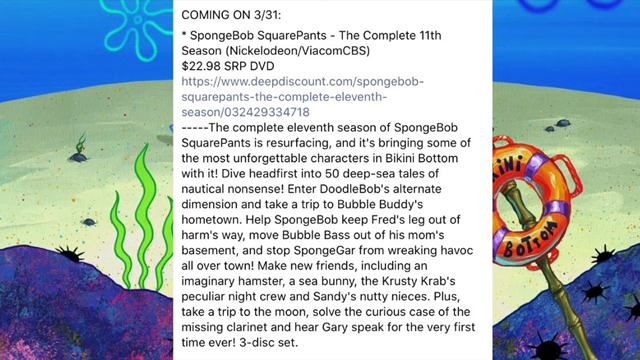 COMING ON 3/31:
* SpongeBob SquarePants - The Complete 11th
Season (Nickelodeon/ViacomCBS)
$22.98 SRP DVD
https://www.deepdiscount.com/spongebob-
squarepants-the-complete-eleventh-
season/032429334718
-----The complete eleventh season of SpongeBob
SquarePants is resurfacing, and it's bringing some of
the most unforgettable characters in Bikini Bottom
with it! Dive headfirst into 50 deep-sea tales of
nautical nonsense! Enter DoodleBob's alternate
dimension and take a trip to Bubble Buddy's
hometown. Help SpongeBob keep Fred's leg out of
harm's way, move Bubble Bass out of his mom's
basement, and stop SpongeGar from wreaking havoc
all over town! Make new friends, including an
imaginary hamster, a sea bunny, the Krusty Krab's
peculiar night crew and Sandy's nutty nieces. Plus,
take a trip to the moon, solve the curious case of the
missing clarinet and hear Gary speak for the very first
time ever! 3-disc set.
BIKINI
BOTTOM